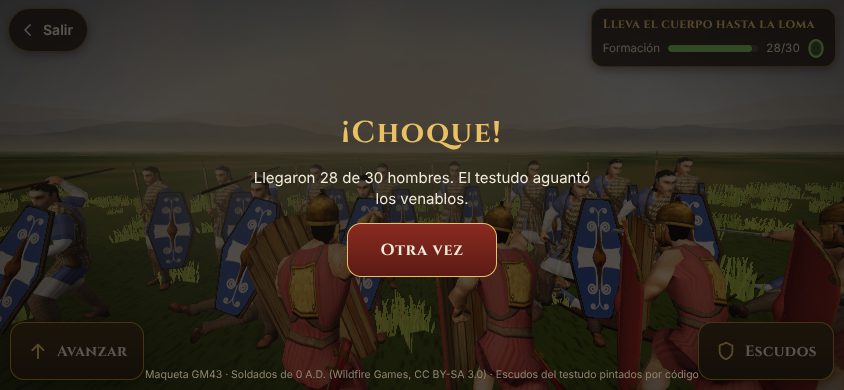 Salir
LLEVA EL CUERPO HASTA LA LOMA
Formación 28/30
¡CHOQUE!
Llegaron 28 de 30 hombres. El testudo aguantó
los venablos.
OTRA VEZ
AVANZAR
ESCUDOS
Maqueta GM43 · Soldados de 0 A.D. (Wildfire Games, CC BY-SA 3.0) · Escudos del testudo pintados por código